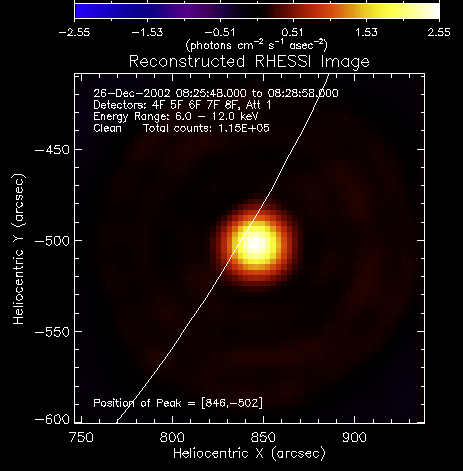 −2.55 −1.53 −0.51 0.51 1.53 2.55
(photons cm⁻² s⁻¹ asec⁻²)
Reconstructed RHESSI Image
26−Dec−2002 08:25:48.000 to 08:28:58.000
Detectors: 4F 5F 6F 7F 8F, Att 1
Energy Range: 6.0 − 12.0 keV
Clean Total counts: 1.15E+05
−450
−500
−550
−600
Heliocentric Y (arcsec)
Position of Peak = [846,−502]
750 800 850 900
Heliocentric X (arcsec)